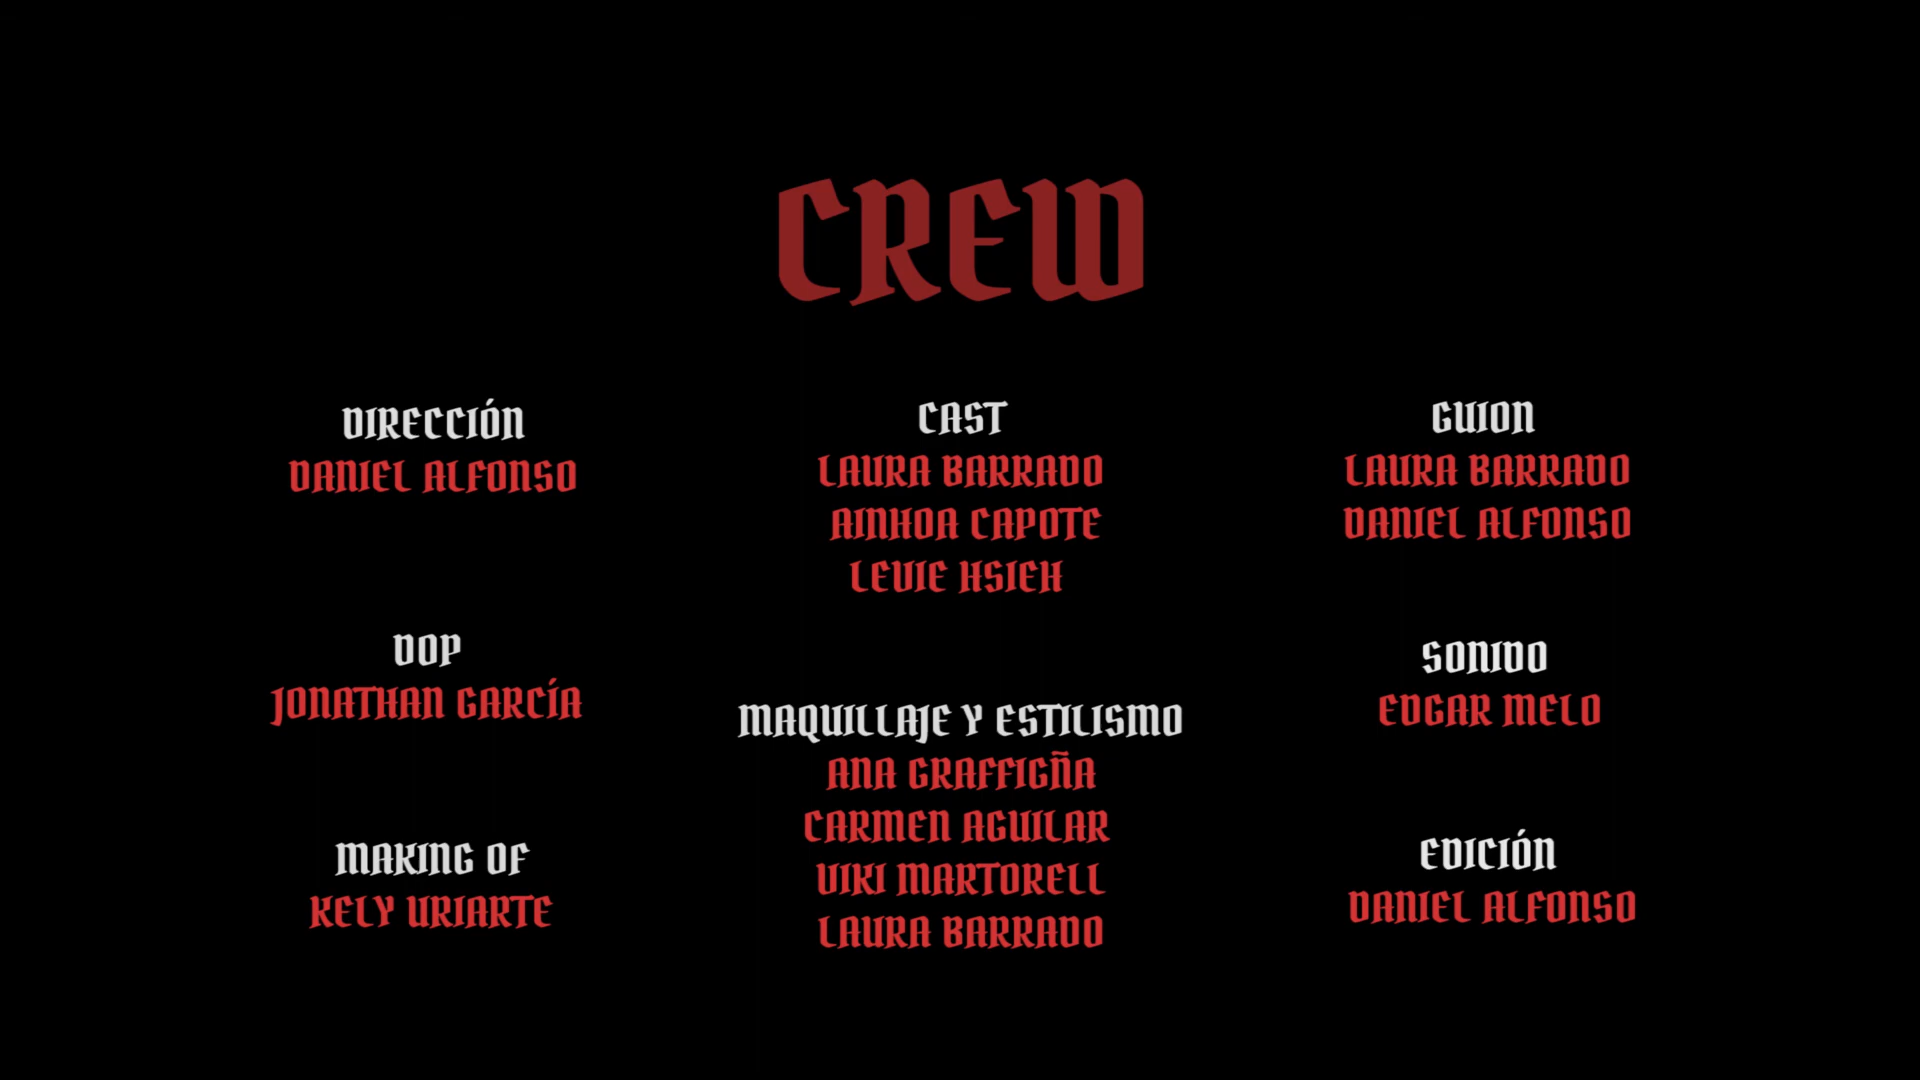 CREW
DIRECCIÓN
DANIEL ALFONSO
DOP
JONATHAN GARCÍA
MAKING OF
KELY URIARTE
CAST
LAURA BARRADO
AINHOA CAPOTE
LEVIE HSIEH
MAQUILLAJE Y ESTILISMO
ANA GRAFFIGÑA
CARMEN AGUILAR
VIKI MARTORELL
LAURA BARRADO
GUION
LAURA BARRADO
DANIEL ALFONSO
SONIDO
EDGAR MELO
EDICIÓN
DANIEL ALFONSO